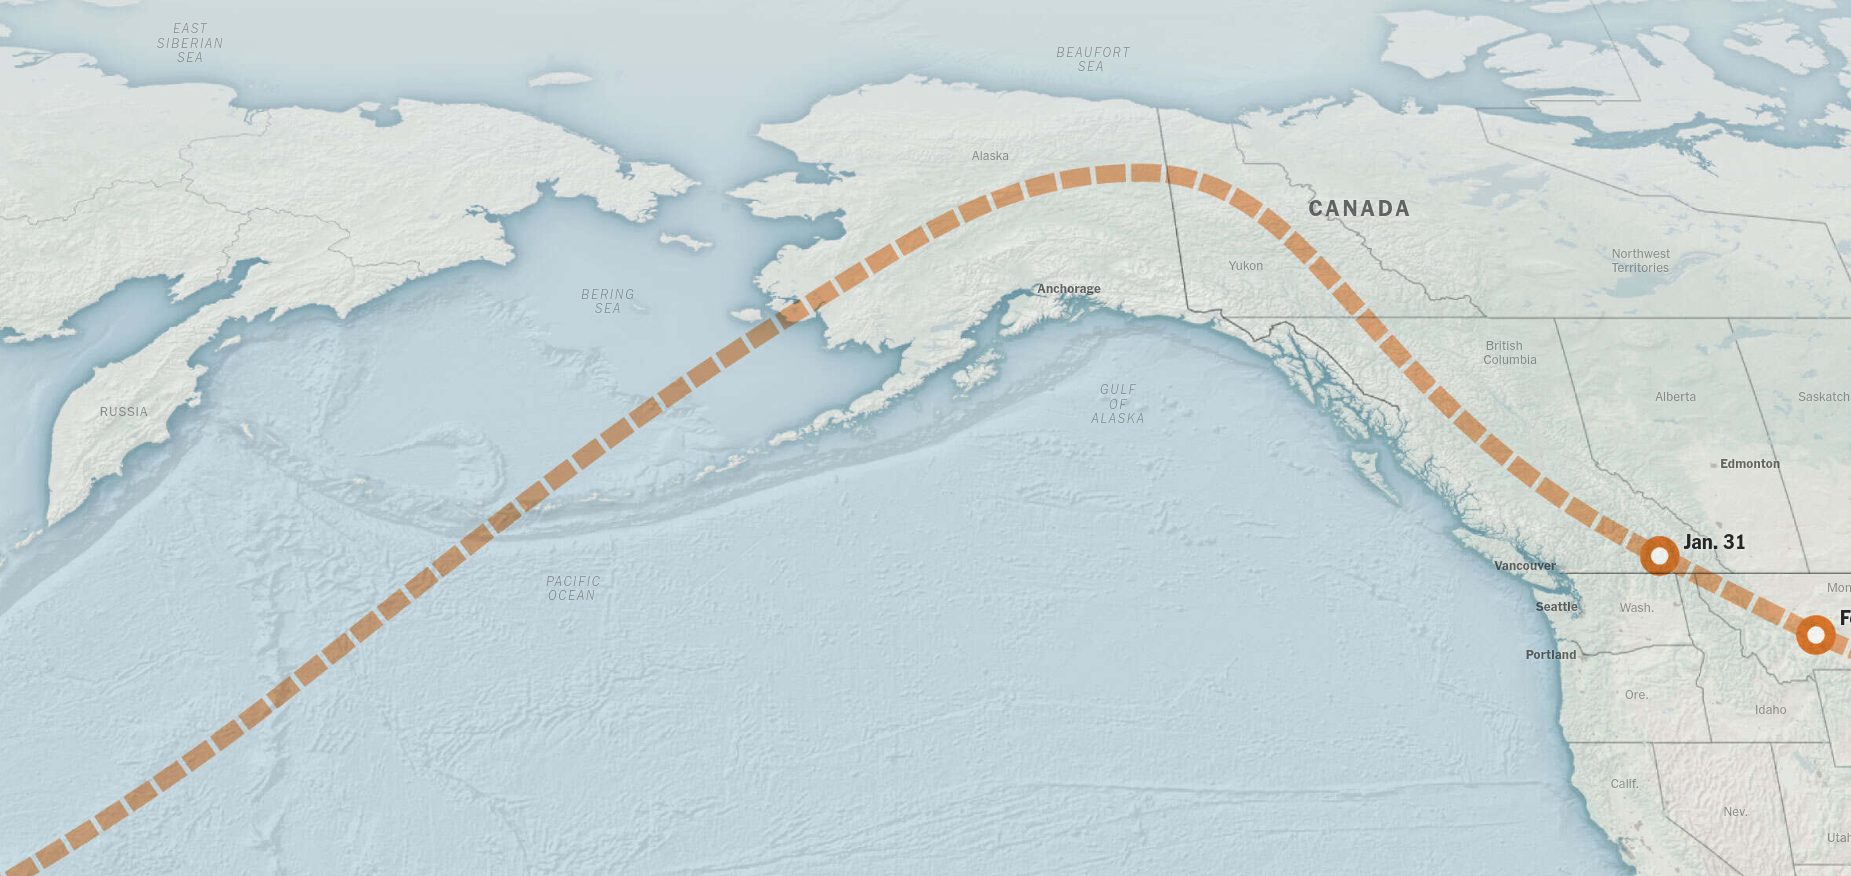 EAST
SIBERIAN
SEA
BEAUFORT
SEA
Alaska
CANADA
Northwest
Territories
Yukon
Anchorage
BERING
SEA
British
Columbia
GULF
OF
ALASKA
Alberta
Saskatch
RUSSIA
Edmonton
Jan. 31
Vancouver
PACIFIC
OCEAN
Mon
Seattle
Wash.
Fe
Portland
Ore.
Idaho
Calif.
Nev.
Utah